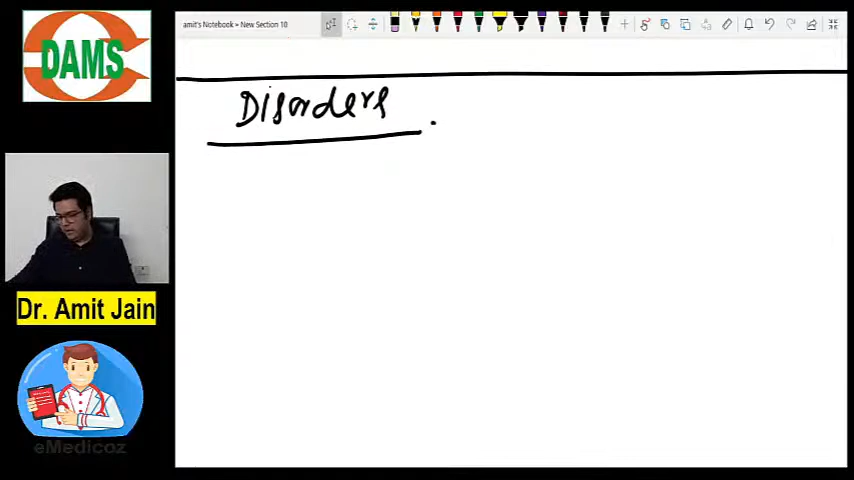 DAMS
amit's Notebook > New Section 10
Disorders
Dr. Amit Jain
eMedicoz